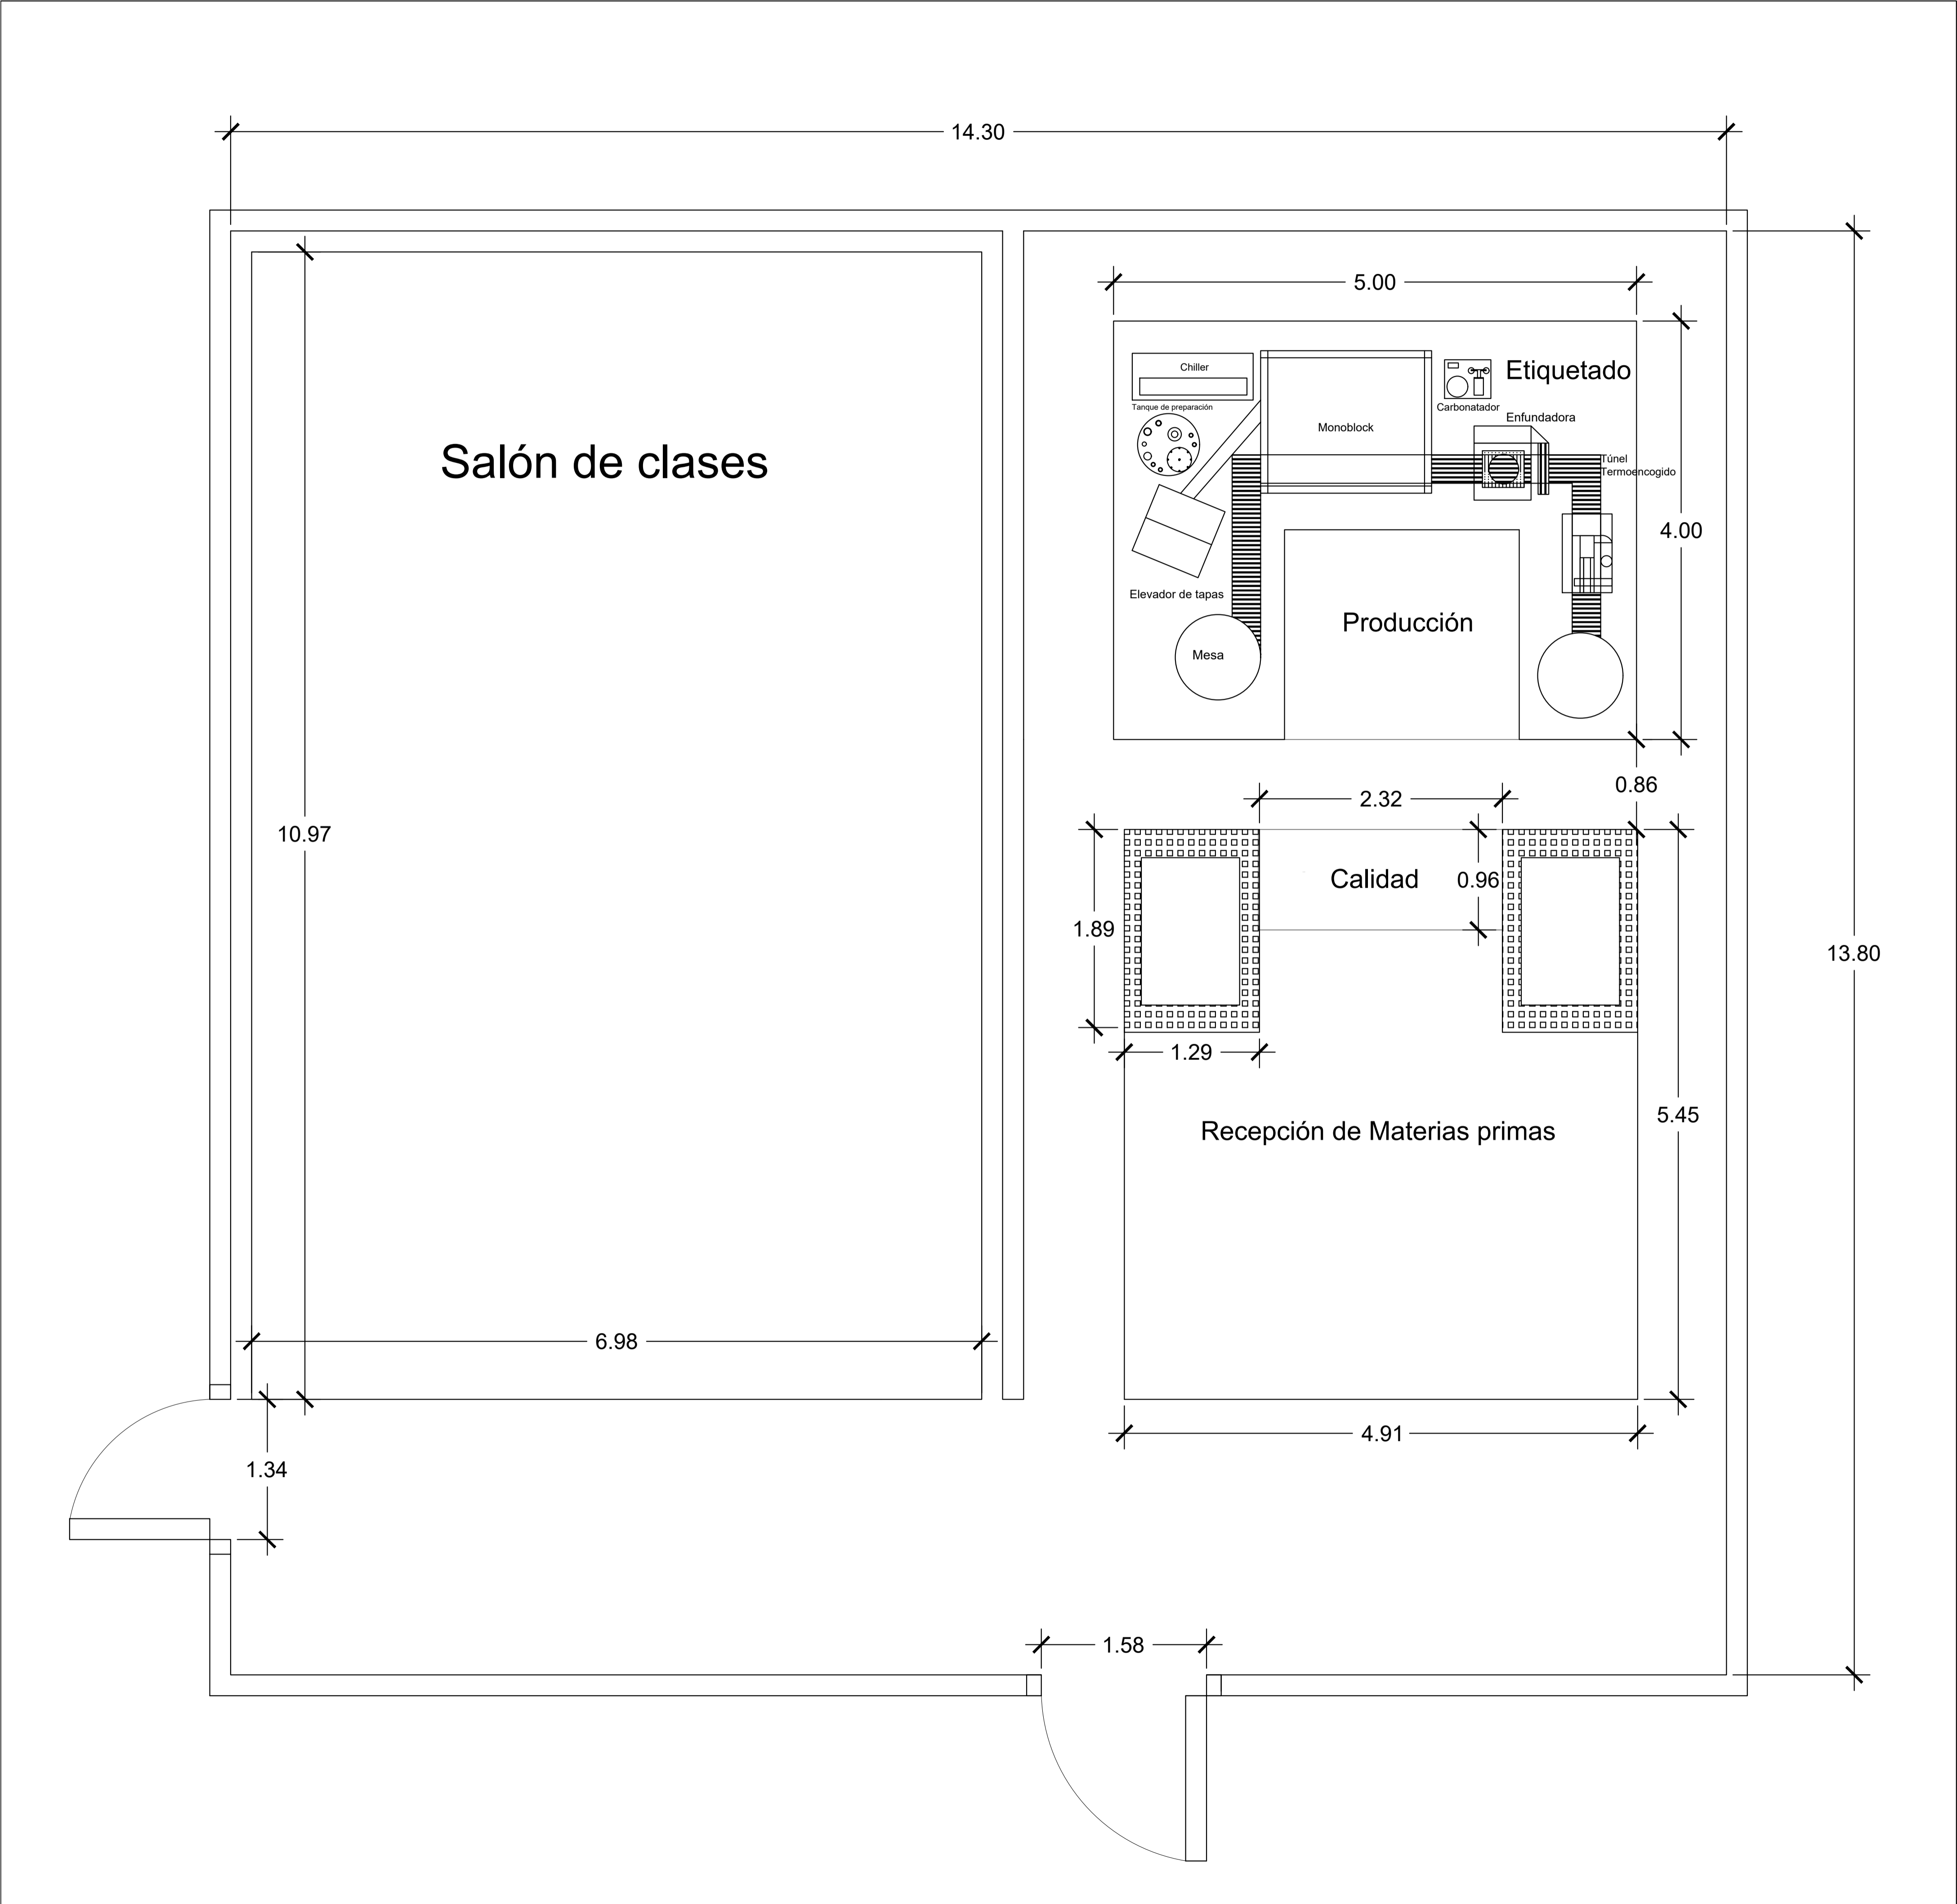 14.30
5.00
Chiller
Etiquetado
Tanque de preparación
Carbonatador
Enfundadora
Monoblock
Salón de clases
Túnel
Termoencogido
4.00
Elevador de tapas
Producción
Mesa
0.86
2.32
10.97
Calidad
0.96
1.89
13.80
1.29
5.45
Recepción de Materias primas
6.98
4.91
1.34
1.58